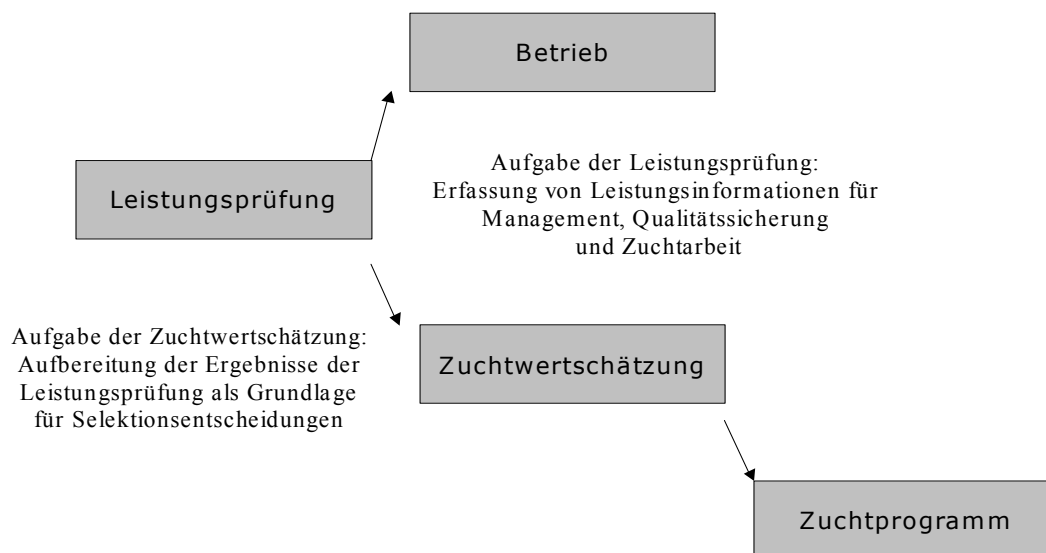 Betrieb
Leistungsprüfung
Aufgabe der Leistungsprüfung:
Erfassung von Leistungsinformationen für
Management, Qualitätssicherung
und Zuchtarbeit
Aufgabe der Zuchtwertschätzung:
Aufbereitung der Ergebnisse der
Leistungsprüfung als Grundlage
für Selektionsentscheidungen
Zuchtwertschätzung
Zuchtprogramm